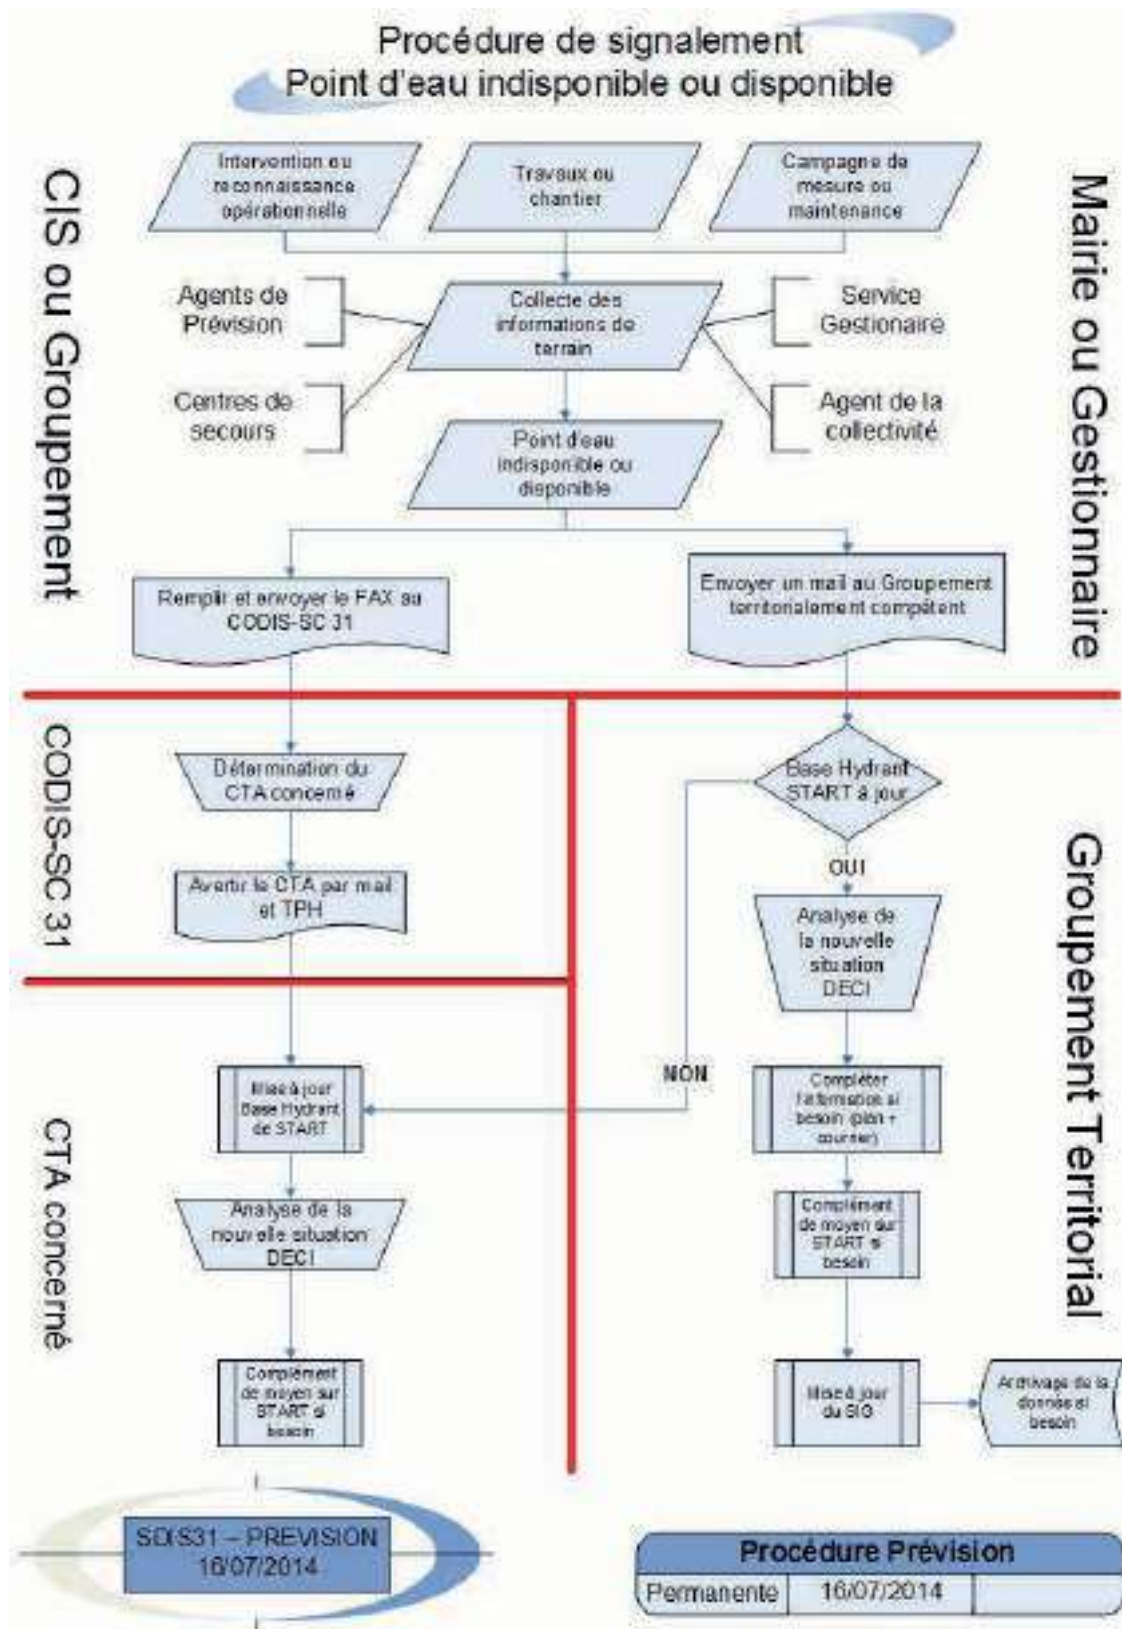 Procédure de signalement
Point d'eau indisponible ou disponible
CIS ou Groupement
Mairie ou Gestionnaire
Intervention ou
reconnaissance
opérationnelle
Travaux ou
chantier
Campagne de
mesure ou
maintenance
Agents de
Prévision
Centres de
secours
Collecte des
informations de
terrain
Service
Gestionaire
Agent de la
collectivité
Point d'eau
indisponible ou
disponible
Remplir et envoyer le FAX au
CODIS-SC 31
Envoyer un mail au Groupement
territorialement compétent
CODIS-SC 31
Détermination du
CTA concerné
Avertir le CTA par mail
et TPH
Groupement Territorial
Base Hydrant
START à jour
OUI
Analyse de
la nouvelle
situation
DECI
NON
Compléter
l'information si
besoin (plan +
courrier)
Complément
de moyen sur
START si
besoin
Mise à jour
du SIG
Archivage de la
donnée si
besoin
CTA concerné
Mise à jour
Base Hydrant
de START
Analyse de la
nouvelle situation
DECI
Complément
de moyen sur
START si
besoin
SDIS31 – PREVISION
16/07/2014
Procédure Prévision
Permanente 16/07/2014